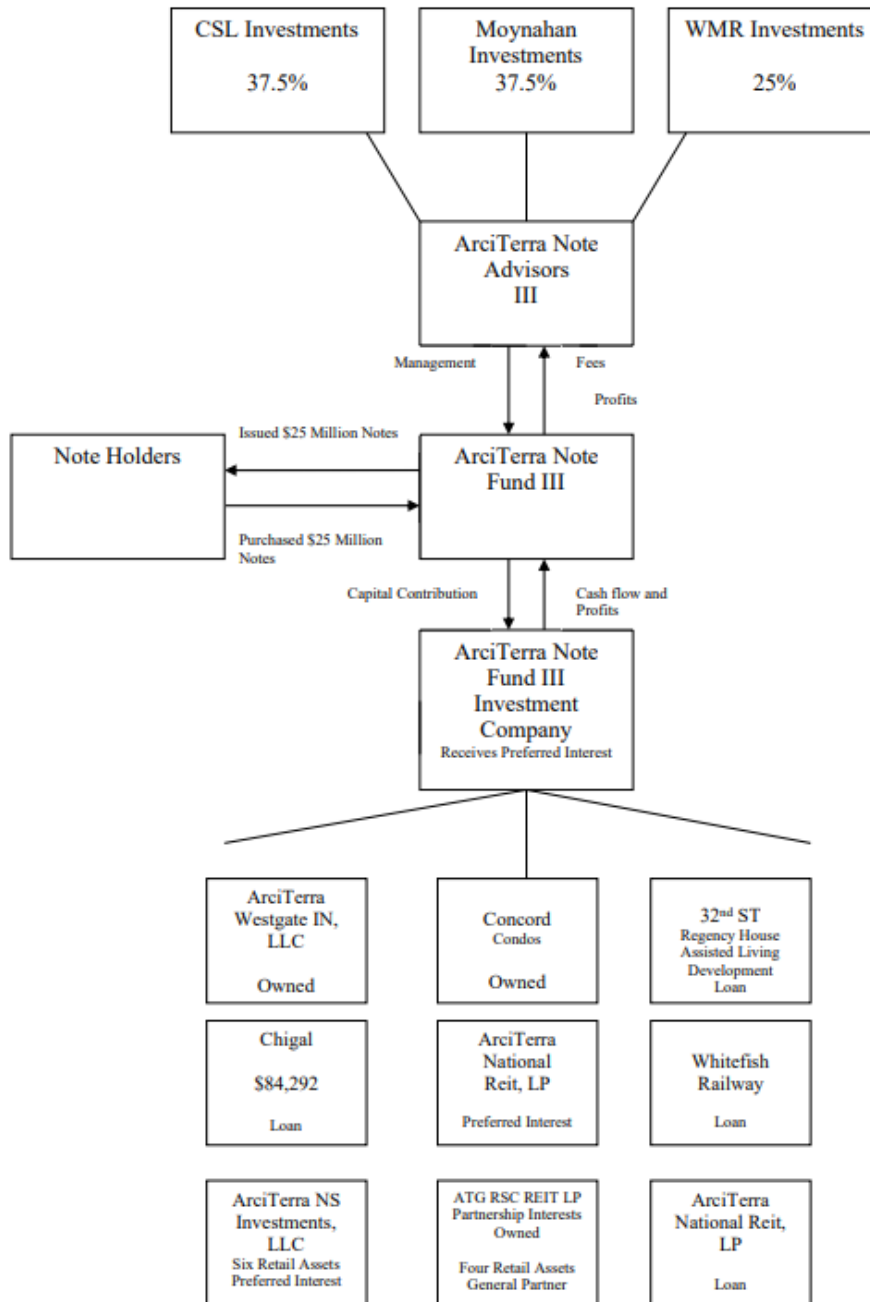 CSL Investments
37.5%
Moynahan
Investments
37.5%
WMR Investments
25%
ArciTerra Note
Advisors
III
Management
Fees
Profits
Note Holders
Issued $25 Million Notes
Purchased $25 Million
Notes
ArciTerra Note
Fund III
Capital Contribution
Cash flow and
Profits
ArciTerra Note
Fund III
Investment
Company
Receives Preferred Interest
ArciTerra
Westgate IN,
LLC
Owned
Concord
Condos
Owned
32nd ST
Regency House
Assisted Living
Development
Loan
Chigal
$84,292
Loan
ArciTerra
National
Reit, LP
Preferred Interest
Whitefish
Railway
Loan
ArciTerra NS
Investments,
LLC
Six Retail Assets
Preferred Interest
ATG RSC REIT LP
Partnership Interests
Owned
Four Retail Assets
General Partner
ArciTerra
National Reit,
LP
Loan